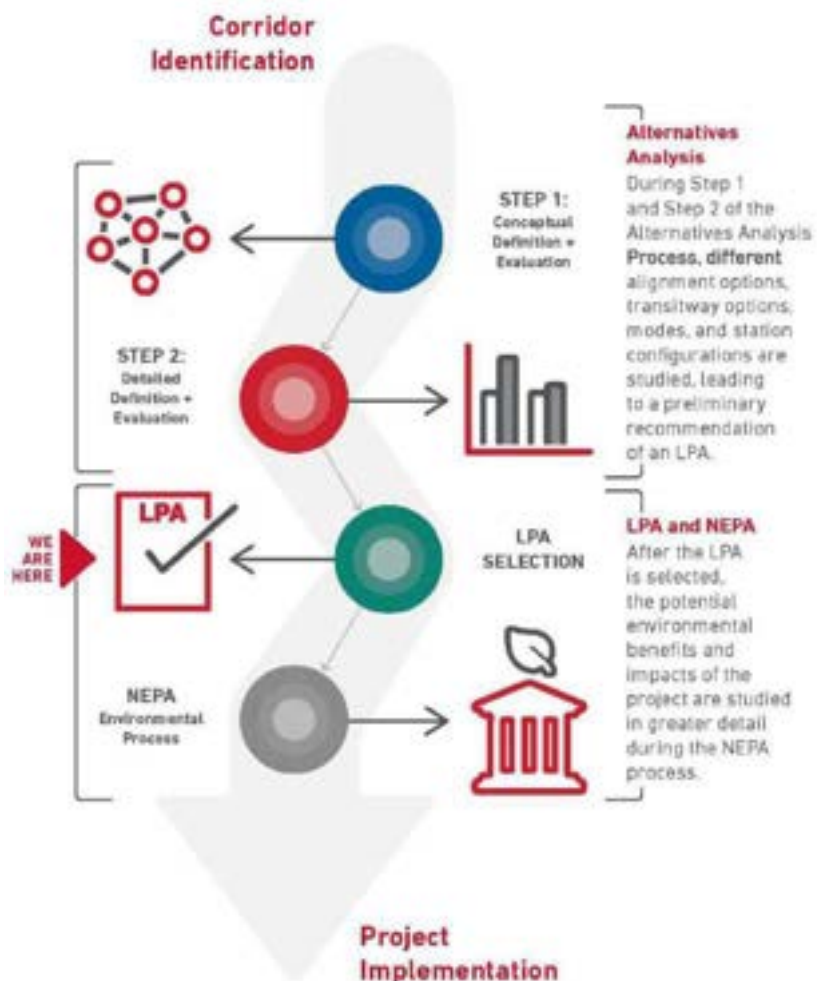 Corridor
Identification
STEP 1:
Conceptual
Definition +
Evaluation
Alternatives
Analysis
During Step 1
and Step 2 of the
Alternatives Analysis
Process, different
alignment options,
transitway options,
modes, and station
configurations are
studied, leading
to a preliminary
recommendation
of an LPA.
STEP 2:
Detailed
Definition +
Evaluation
WE
ARE
HERE
LPA
LPA
SELECTION
LPA and NEPA
After the LPA
is selected,
the potential
environmental
benefits and
impacts of the
project are studied
in greater detail
during the NEPA
process.
NEPA
Environmental
Process
Project
Implementation